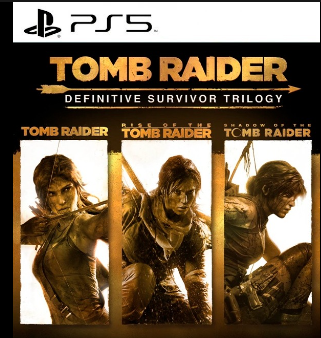 PS5
TOMB RAIDER
DEFINITIVE SURVIVOR TRILOGY
TOMB RAIDER
RISE OF THE
TOMB RAIDER
SHADOW OF THE
TOMB RAIDER